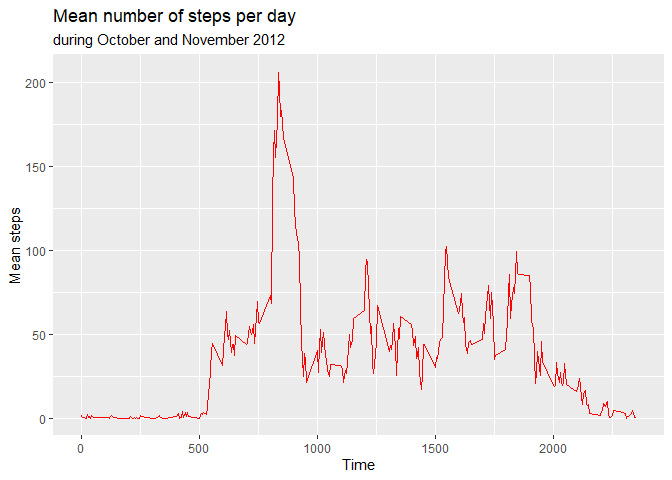 Mean number of steps per day
during October and November 2012
Mean steps
200
150
100
50
0
0 500 1000 1500 2000
Time